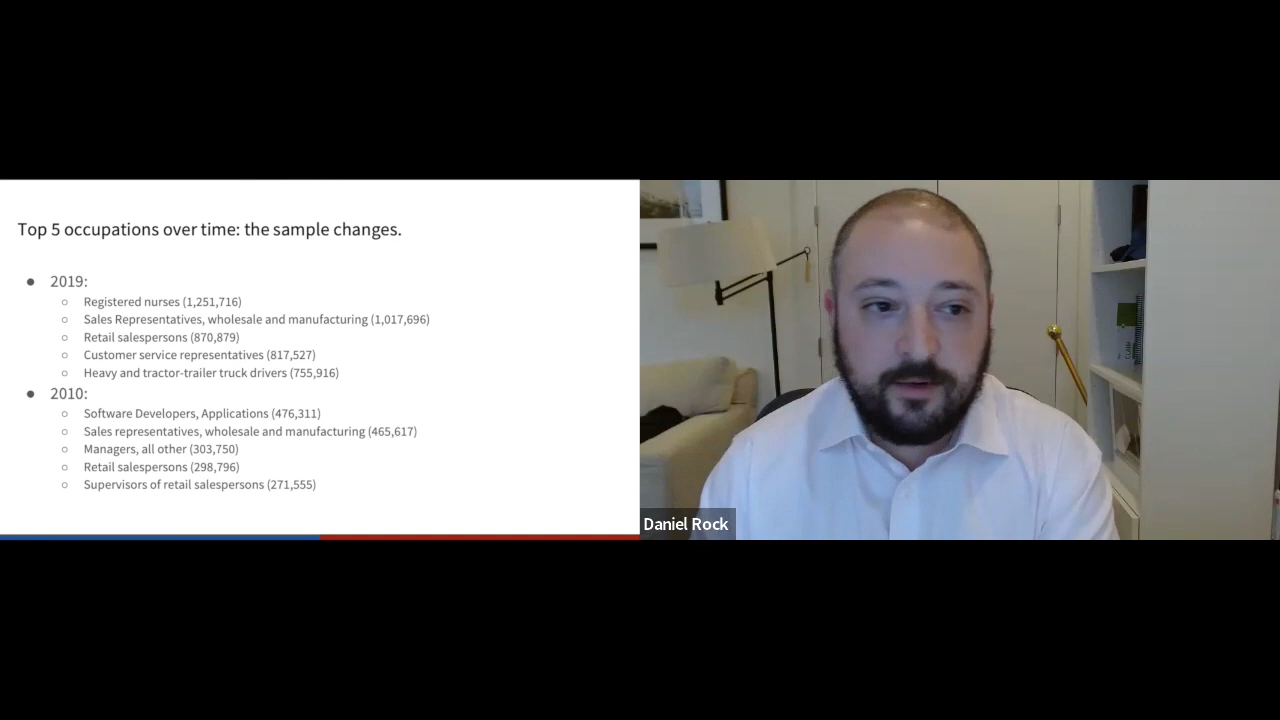 Top 5 occupations over time: the sample changes.
● 2019:
○ Registered nurses (1,251,716)
○ Sales Representatives, wholesale and manufacturing (1,017,696)
○ Retail salespersons (870,879)
○ Customer service representatives (817,527)
○ Heavy and tractor-trailer truck drivers (755,916)
● 2010:
○ Software Developers, Applications (476,311)
○ Sales representatives, wholesale and manufacturing (465,617)
○ Managers, all other (303,750)
○ Retail salespersons (298,796)
○ Supervisors of retail salespersons (271,555)
Daniel Rock